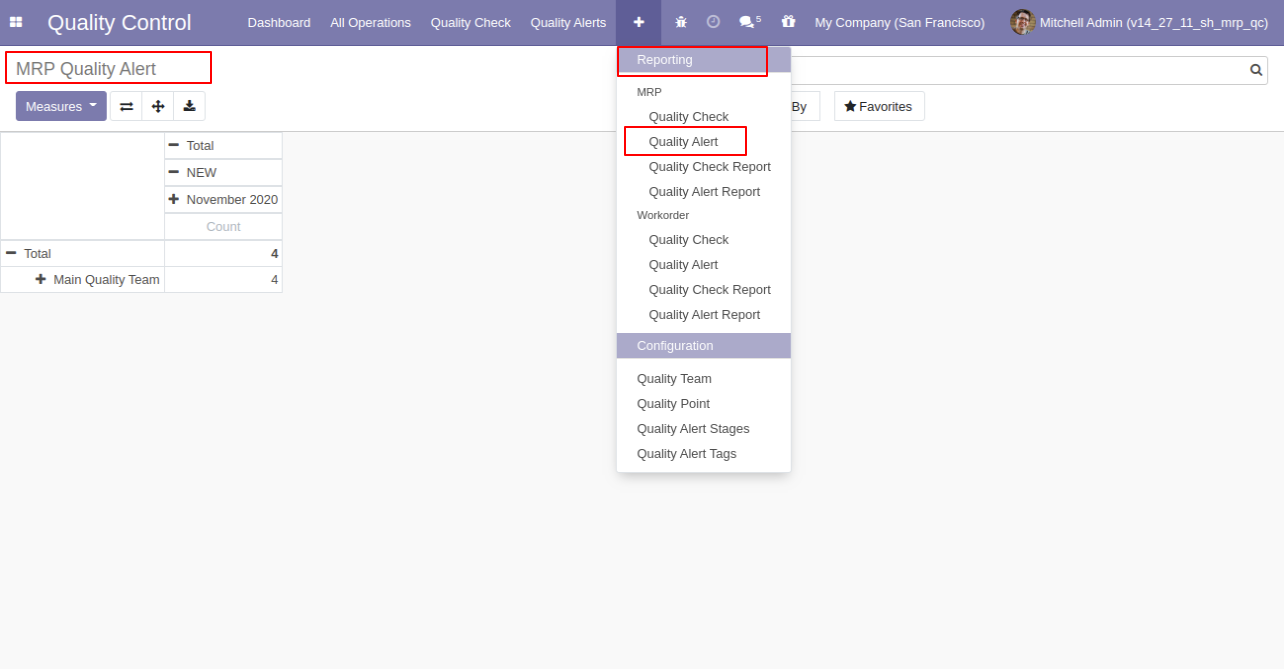 Quality Control
Dashboard All Operations Quality Check Quality Alerts
5
My Company (San Francisco)
Mitchell Admin (v14_27_11_sh_mrp_qc)
MRP Quality Alert
Measures
By
Favorites
Total
NEW
November 2020
Count
Total 4
Main Quality Team 4
Reporting
MRP
Quality Check
Quality Alert
Quality Check Report
Quality Alert Report
Workorder
Quality Check
Quality Alert
Quality Check Report
Quality Alert Report
Configuration
Quality Team
Quality Point
Quality Alert Stages
Quality Alert Tags